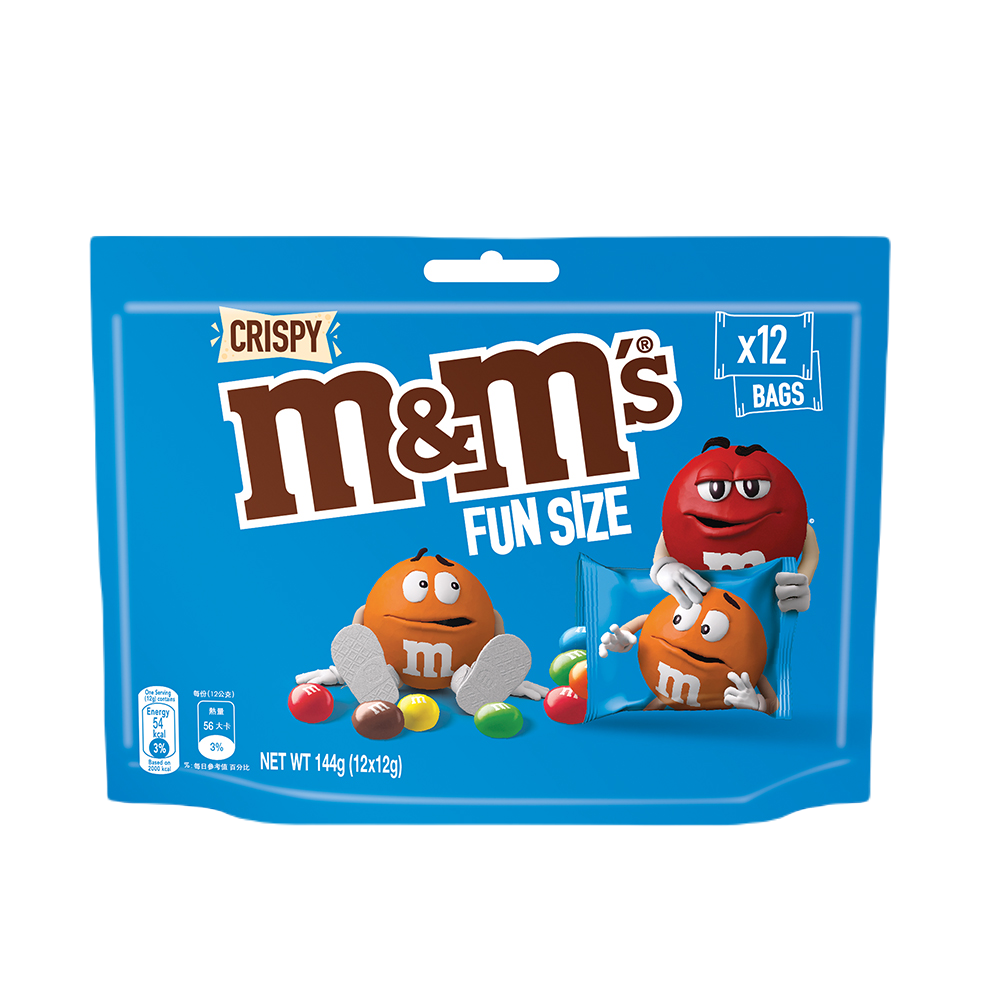 CRISPY
m&m's®
FUN SIZE
x12
BAGS
m
m
m
One Serving
(12g) contains
Energy
54
kcal
3%
Based on
2000 kcal
每份(12公克)
熱量
56 大卡
3%
%: 每日參考值 百分比
NET WT 144g (12x12g)